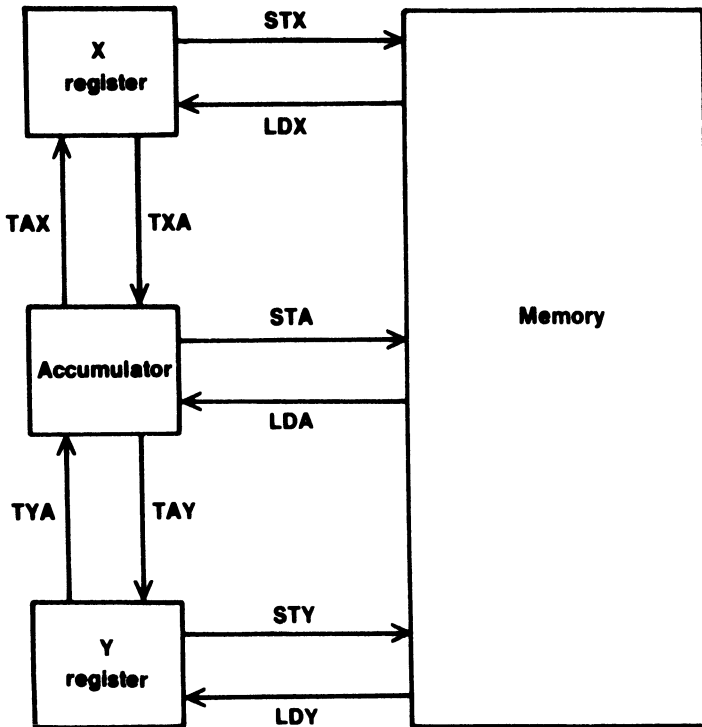 STX
X
register
LDX
TAX
TXA
STA
Memory
Accumulator
LDA
TYA
TAY
STY
Y
register
LDY